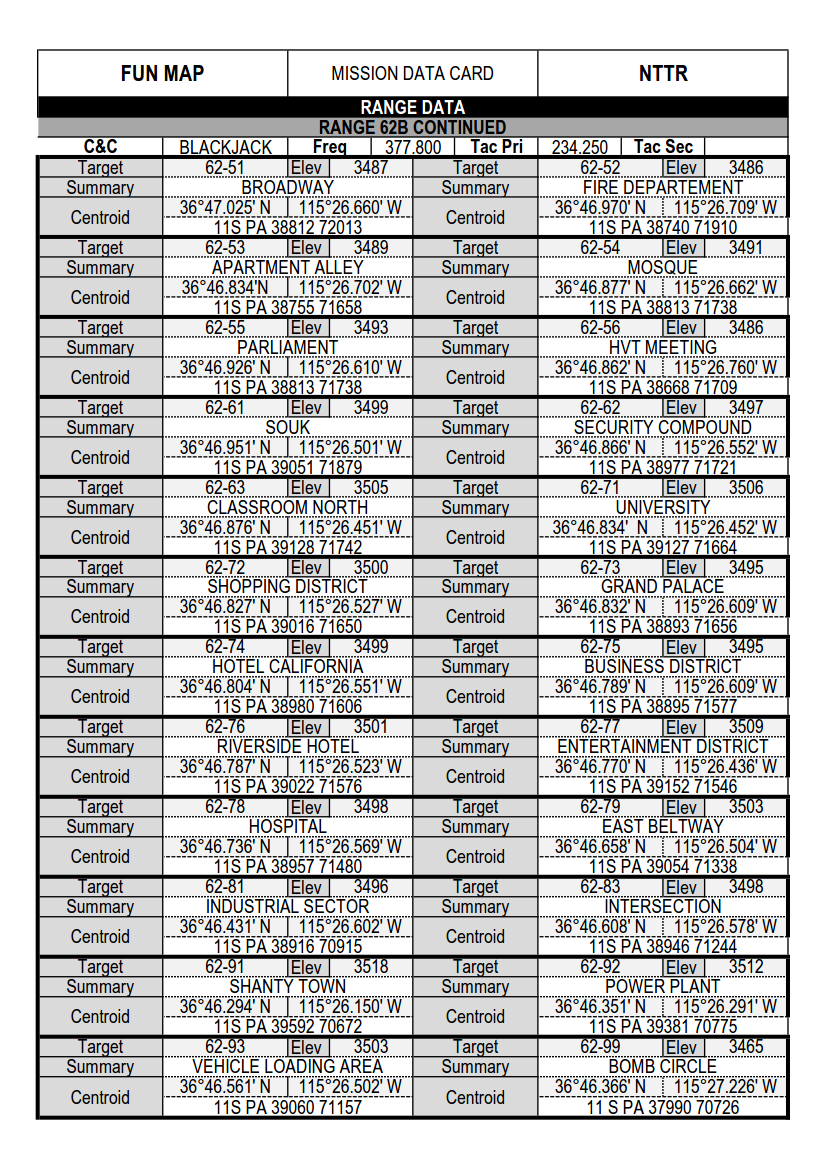 FUN MAP MISSION DATA CARD NTTR
RANGE DATA
RANGE 62B CONTINUED
C&C BLACKJACK Freq 377.800 Tac Pri 234.250 Tac Sec
Target 62-51 Elev 3487 Target 62-52 Elev 3486
Summary BROADWAY Summary FIRE DEPARTEMENT
Centroid 36°47.025' N 115°26.660' W Centroid 36°46.970' N 115°26.709' W
11S PA 38812 72013 11S PA 38740 71910
Target 62-53 Elev 3489 Target 62-54 Elev 3491
Summary APARTMENT ALLEY Summary MOSQUE
Centroid 36°46.834'N 115°26.702' W Centroid 36°46.877' N 115°26.662' W
11S PA 38755 71658 11S PA 38813 71738
Target 62-55 Elev 3493 Target 62-56 Elev 3486
Summary PARLIAMENT Summary HVT MEETING
Centroid 36°46.926' N 115°26.610' W Centroid 36°46.862' N 115°26.760' W
11S PA 38813 71738 11S PA 38668 71709
Target 62-61 Elev 3499 Target 62-62 Elev 3497
Summary SOUK Summary SECURITY COMPOUND
Centroid 36°46.951' N 115°26.501' W Centroid 36°46.866' N 115°26.552' W
11S PA 39051 71879 11S PA 38977 71721
Target 62-63 Elev 3505 Target 62-71 Elev 3506
Summary CLASSROOM NORTH Summary UNIVERSITY
Centroid 36°46.876' N 115°26.451' W Centroid 36°46.834' N 115°26.452' W
11S PA 39128 71742 11S PA 39127 71664
Target 62-72 Elev 3500 Target 62-73 Elev 3495
Summary SHOPPING DISTRICT Summary GRAND PALACE
Centroid 36°46.827' N 115°26.527' W Centroid 36°46.832' N 115°26.609' W
11S PA 39016 71650 11S PA 38893 71656
Target 62-74 Elev 3499 Target 62-75 Elev 3495
Summary HOTEL CALIFORNIA Summary BUSINESS DISTRICT
Centroid 36°46.804' N 115°26.551' W Centroid 36°46.789' N 115°26.609' W
11S PA 38980 71606 11S PA 38895 71577
Target 62-76 Elev 3501 Target 62-77 Elev 3509
Summary RIVERSIDE HOTEL Summary ENTERTAINMENT DISTRICT
Centroid 36°46.787' N 115°26.523' W Centroid 36°46.770' N 115°26.436' W
11S PA 39022 71576 11S PA 39152 71546
Target 62-78 Elev 3498 Target 62-79 Elev 3503
Summary HOSPITAL Summary EAST BELTWAY
Centroid 36°46.736' N 115°26.569' W Centroid 36°46.658' N 115°26.504' W
11S PA 38957 71480 11S PA 39054 71338
Target 62-81 Elev 3496 Target 62-83 Elev 3498
Summary INDUSTRIAL SECTOR Summary INTERSECTION
Centroid 36°46.431' N 115°26.602' W Centroid 36°46.608' N 115°26.578' W
11S PA 38916 70915 11S PA 38946 71244
Target 62-91 Elev 3518 Target 62-92 Elev 3512
Summary SHANTY TOWN Summary POWER PLANT
Centroid 36°46.294' N 115°26.150' W Centroid 36°46.351' N 115°26.291' W
11S PA 39592 70672 11S PA 39381 70775
Target 62-93 Elev 3503 Target 62-99 Elev 3465
Summary VEHICLE LOADING AREA Summary BOMB CIRCLE
Centroid 36°46.561' N 115°26.502' W Centroid 36°46.366' N 115°27.226' W
11S PA 39060 71157 11 S PA 37990 70726